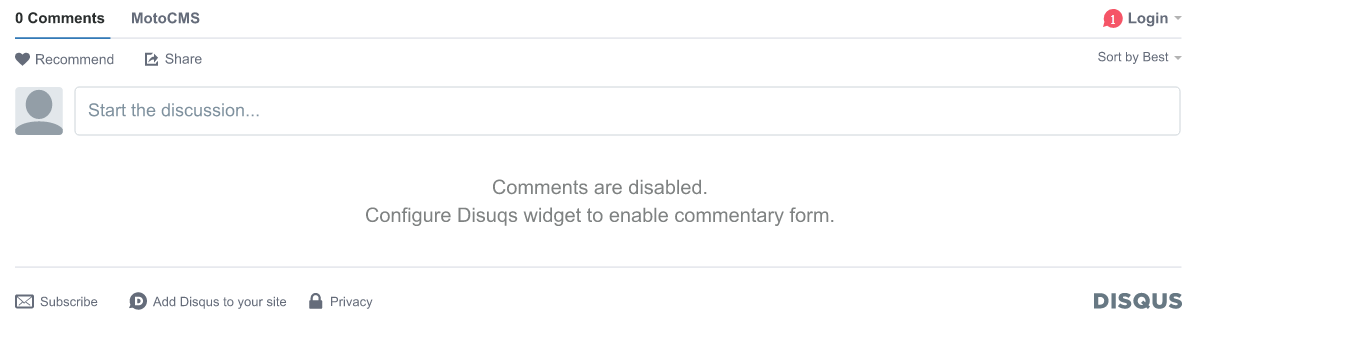 0 Comments MotoCMS 1 Login
Recommend Share Sort by Best
Start the discussion...
Comments are disabled.
Configure Disuqs widget to enable commentary form.
Subscribe D Add Disqus to your site Privacy DISQUS